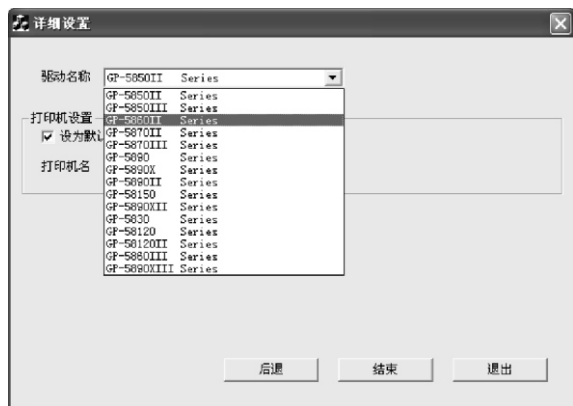 详细设置
驱动名称 GP-5850II Series
GP-5850II Series
GP-5850III Series
GP-5860II Series
GP-5870II Series
GP-5870III Series
GP-5890 Series
GP-5890X Series
GP-5890II Series
GP-58150 Series
GP-5890XII Series
GP-5830 Series
GP-58120 Series
GP-58120II Series
GP-5860III Series
GP-5890XIII Series
打印机设置
设为默认
打印机名
后退 结束 退出